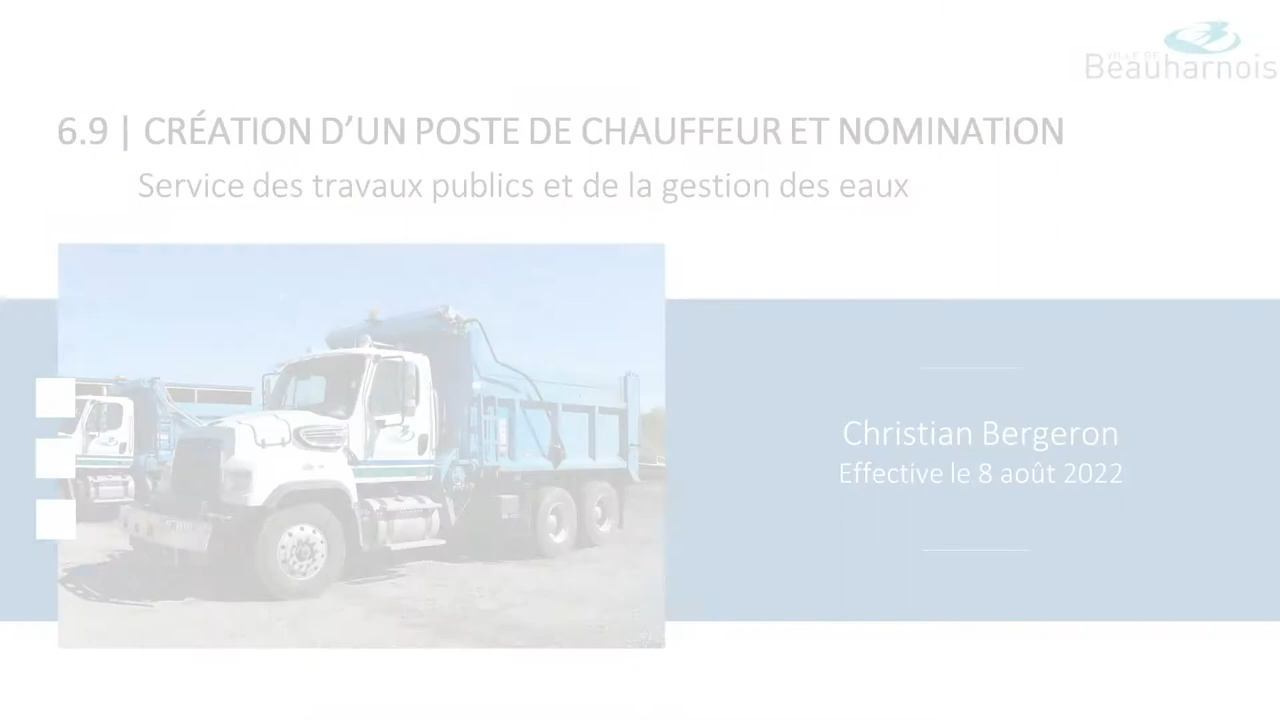 VILLE DE
Beauharnois
6.9 | CRÉATION D’UN POSTE DE CHAUFFEUR ET NOMINATION
Service des travaux publics et de la gestion des eaux
Christian Bergeron
Effective le 8 août 2022